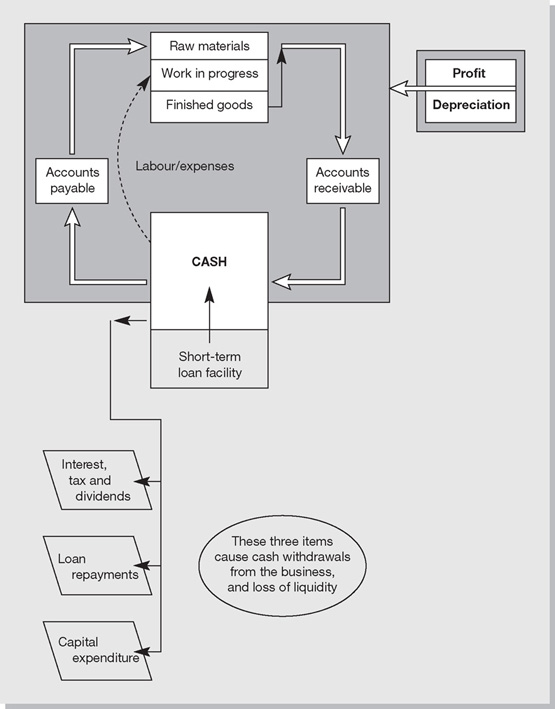 Raw materials
Work in progress
Finished goods
Profit
Depreciation
Labour/expenses
Accounts
payable
Accounts
receivable
CASH
Short-term
loan facility
Interest,
tax and
dividends
Loan
repayments
Capital
expenditure
These three items
cause cash withdrawals
from the business,
and loss of liquidity